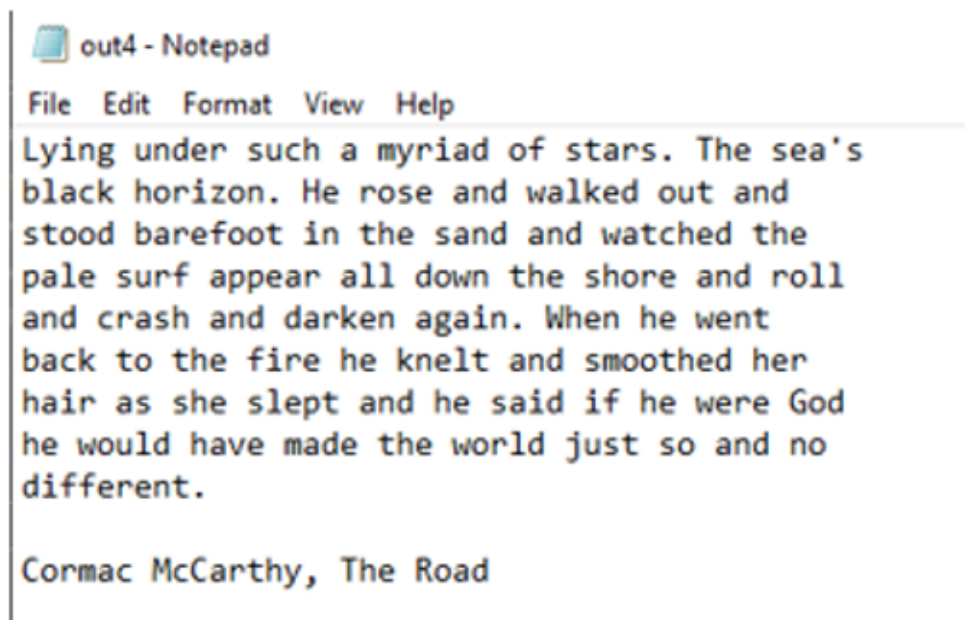 out4 - Notepad
File Edit Format View Help
Lying under such a myriad of stars. The sea's
black horizon. He rose and walked out and
stood barefoot in the sand and watched the
pale surf appear all down the shore and roll
and crash and darken again. When he went
back to the fire he knelt and smoothed her
hair as she slept and he said if he were God
he would have made the world just so and no
different.

Cormac McCarthy, The Road